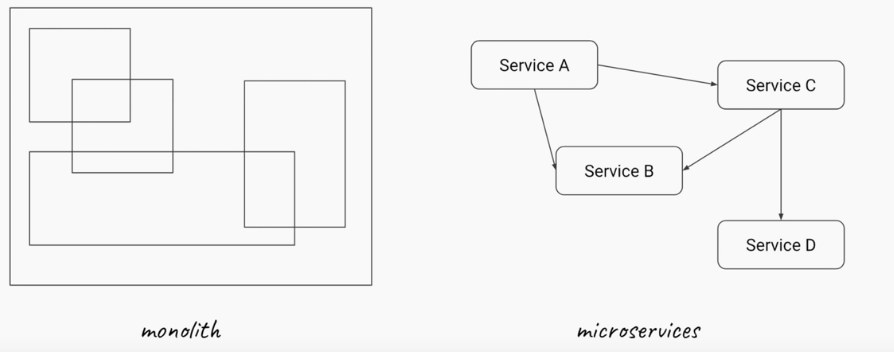 Service A
Service C
Service B
Service D
monolith
microservices